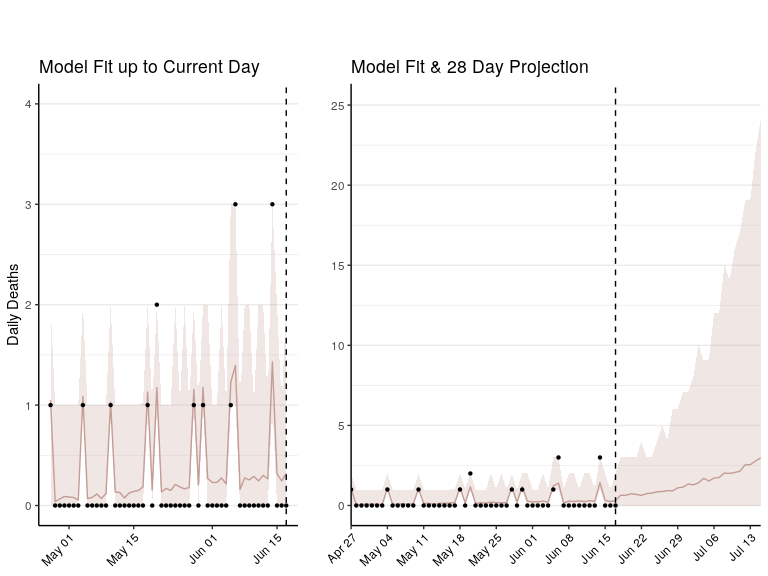 Model Fit up to Current Day
Model Fit & 28 Day Projection
Daily Deaths
4
3
2
1
0
May 01
May 15
Jun 01
Jun 15
25
20
15
10
5
0
Apr 27
May 04
May 11
May 18
May 25
Jun 01
Jun 08
Jun 15
Jun 22
Jun 29
Jul 06
Jul 13